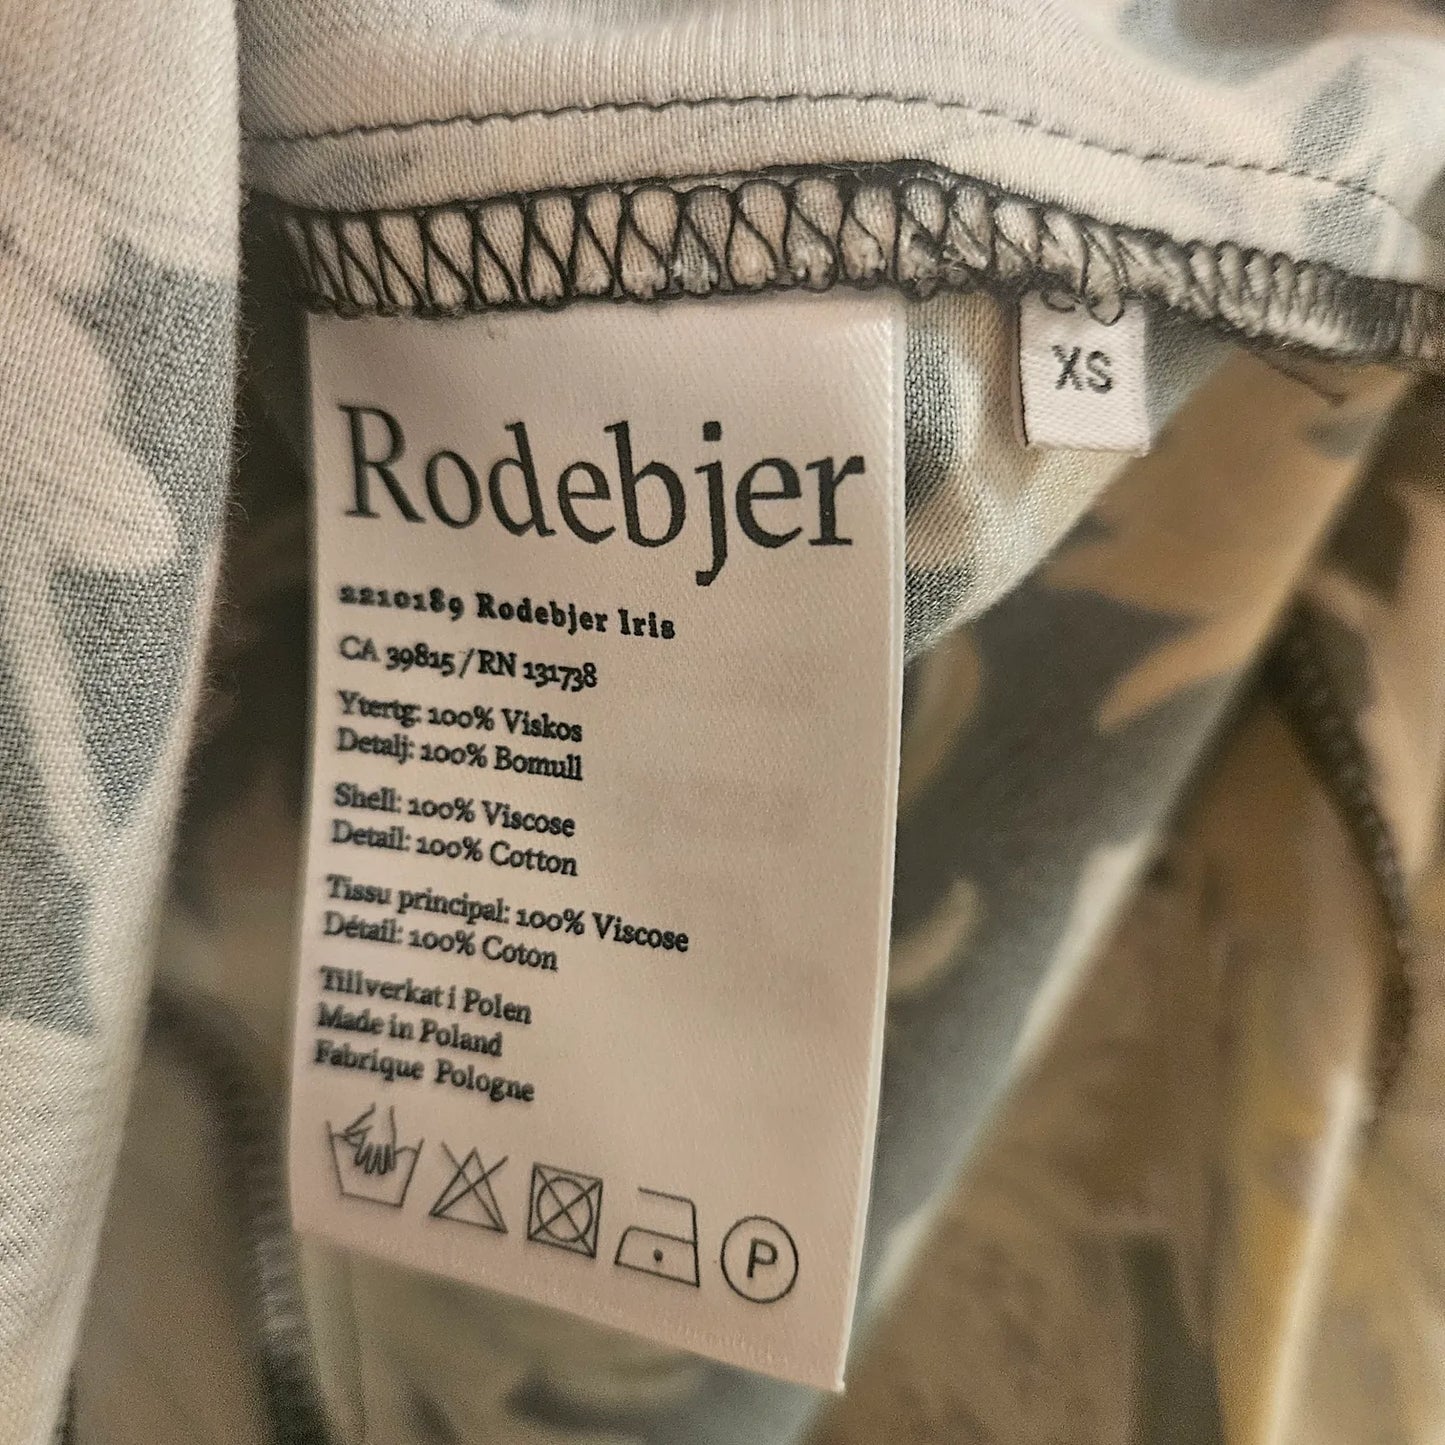 XS
Rodebjer
2210189 Rodebjer Iris
CA 39815 / RN 131738
Ytertg: 100% Viskos
Detalj: 100% Bomull
Shell: 100% Viscose
Detail: 100% Cotton
Tissu principal: 100% Viscose
Détail: 100% Coton
Tillverkat i Polen
Made in Poland
Fabrique Pologne
P